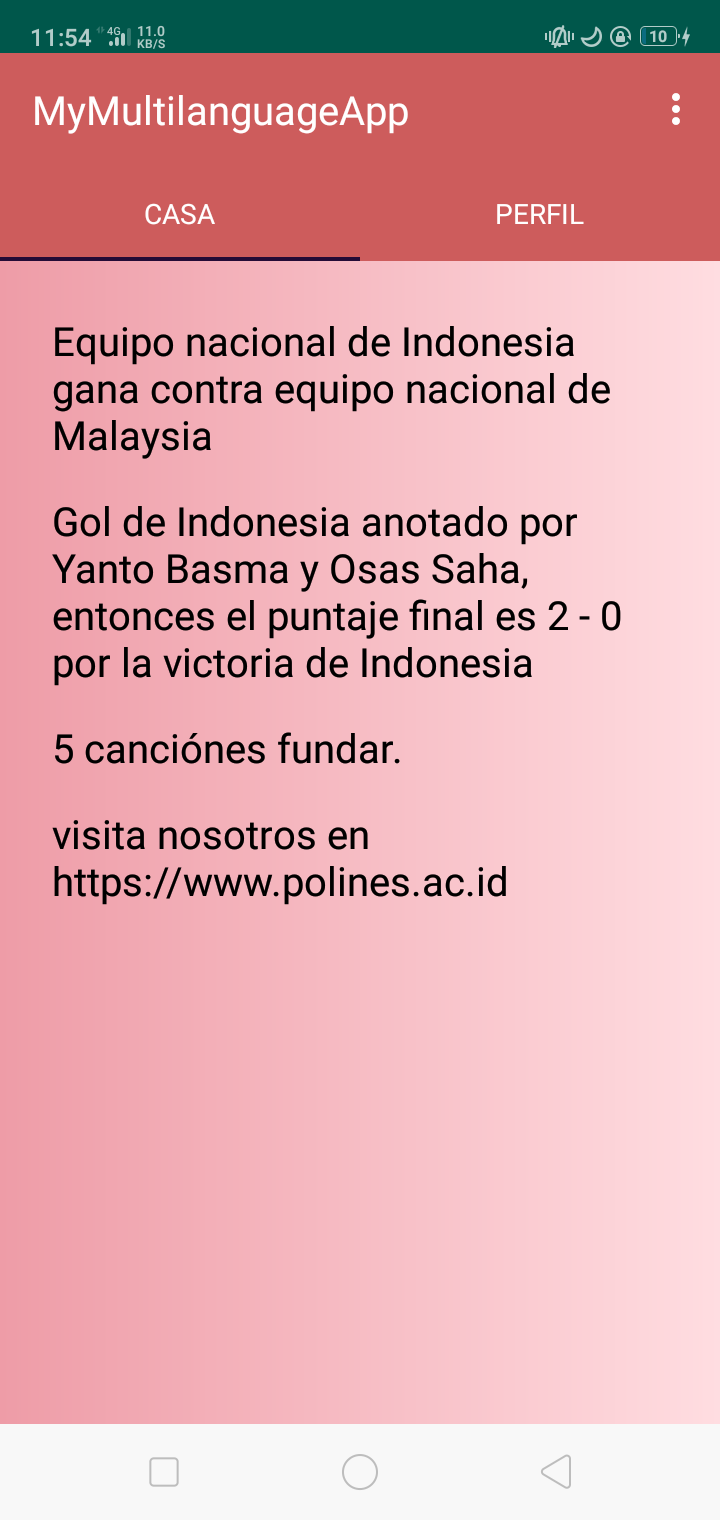 11:54 4G 11.0 KB/S 10
MyMultilanguageApp
CASA PERFIL
Equipo nacional de Indonesia
gana contra equipo nacional de
Malaysia
Gol de Indonesia anotado por
Yanto Basma y Osas Saha,
entonces el puntaje final es 2 - 0
por la victoria de Indonesia
5 canciónes fundar.
visita nosotros en
https://www.polines.ac.id